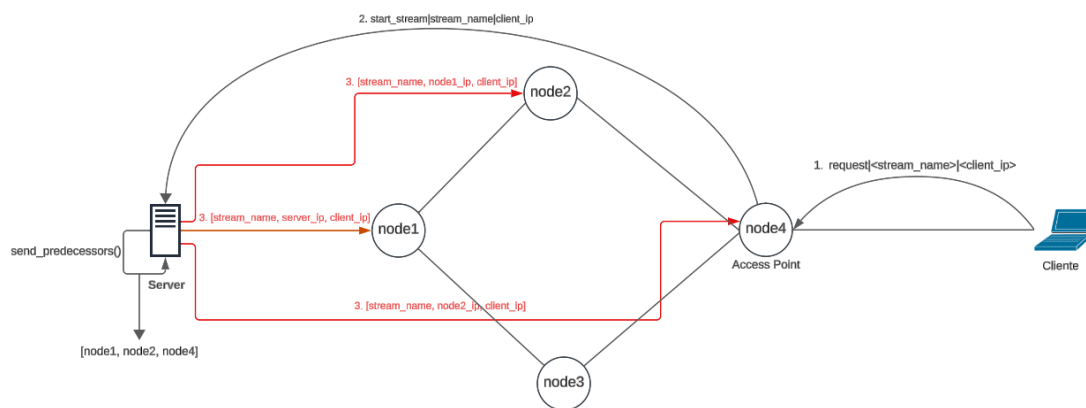 2. start_stream|stream_name|client_ip
3. [stream_name, node1_ip, client_ip]
node2
1. request|<stream_name>|<client_ip>
3. [stream_name, server_ip, client_ip]
node1
node4
send_predecessors()
Server
Access Point
Cliente
3. [stream_name, node2_ip, client_ip]
[node1, node2, node4]
node3